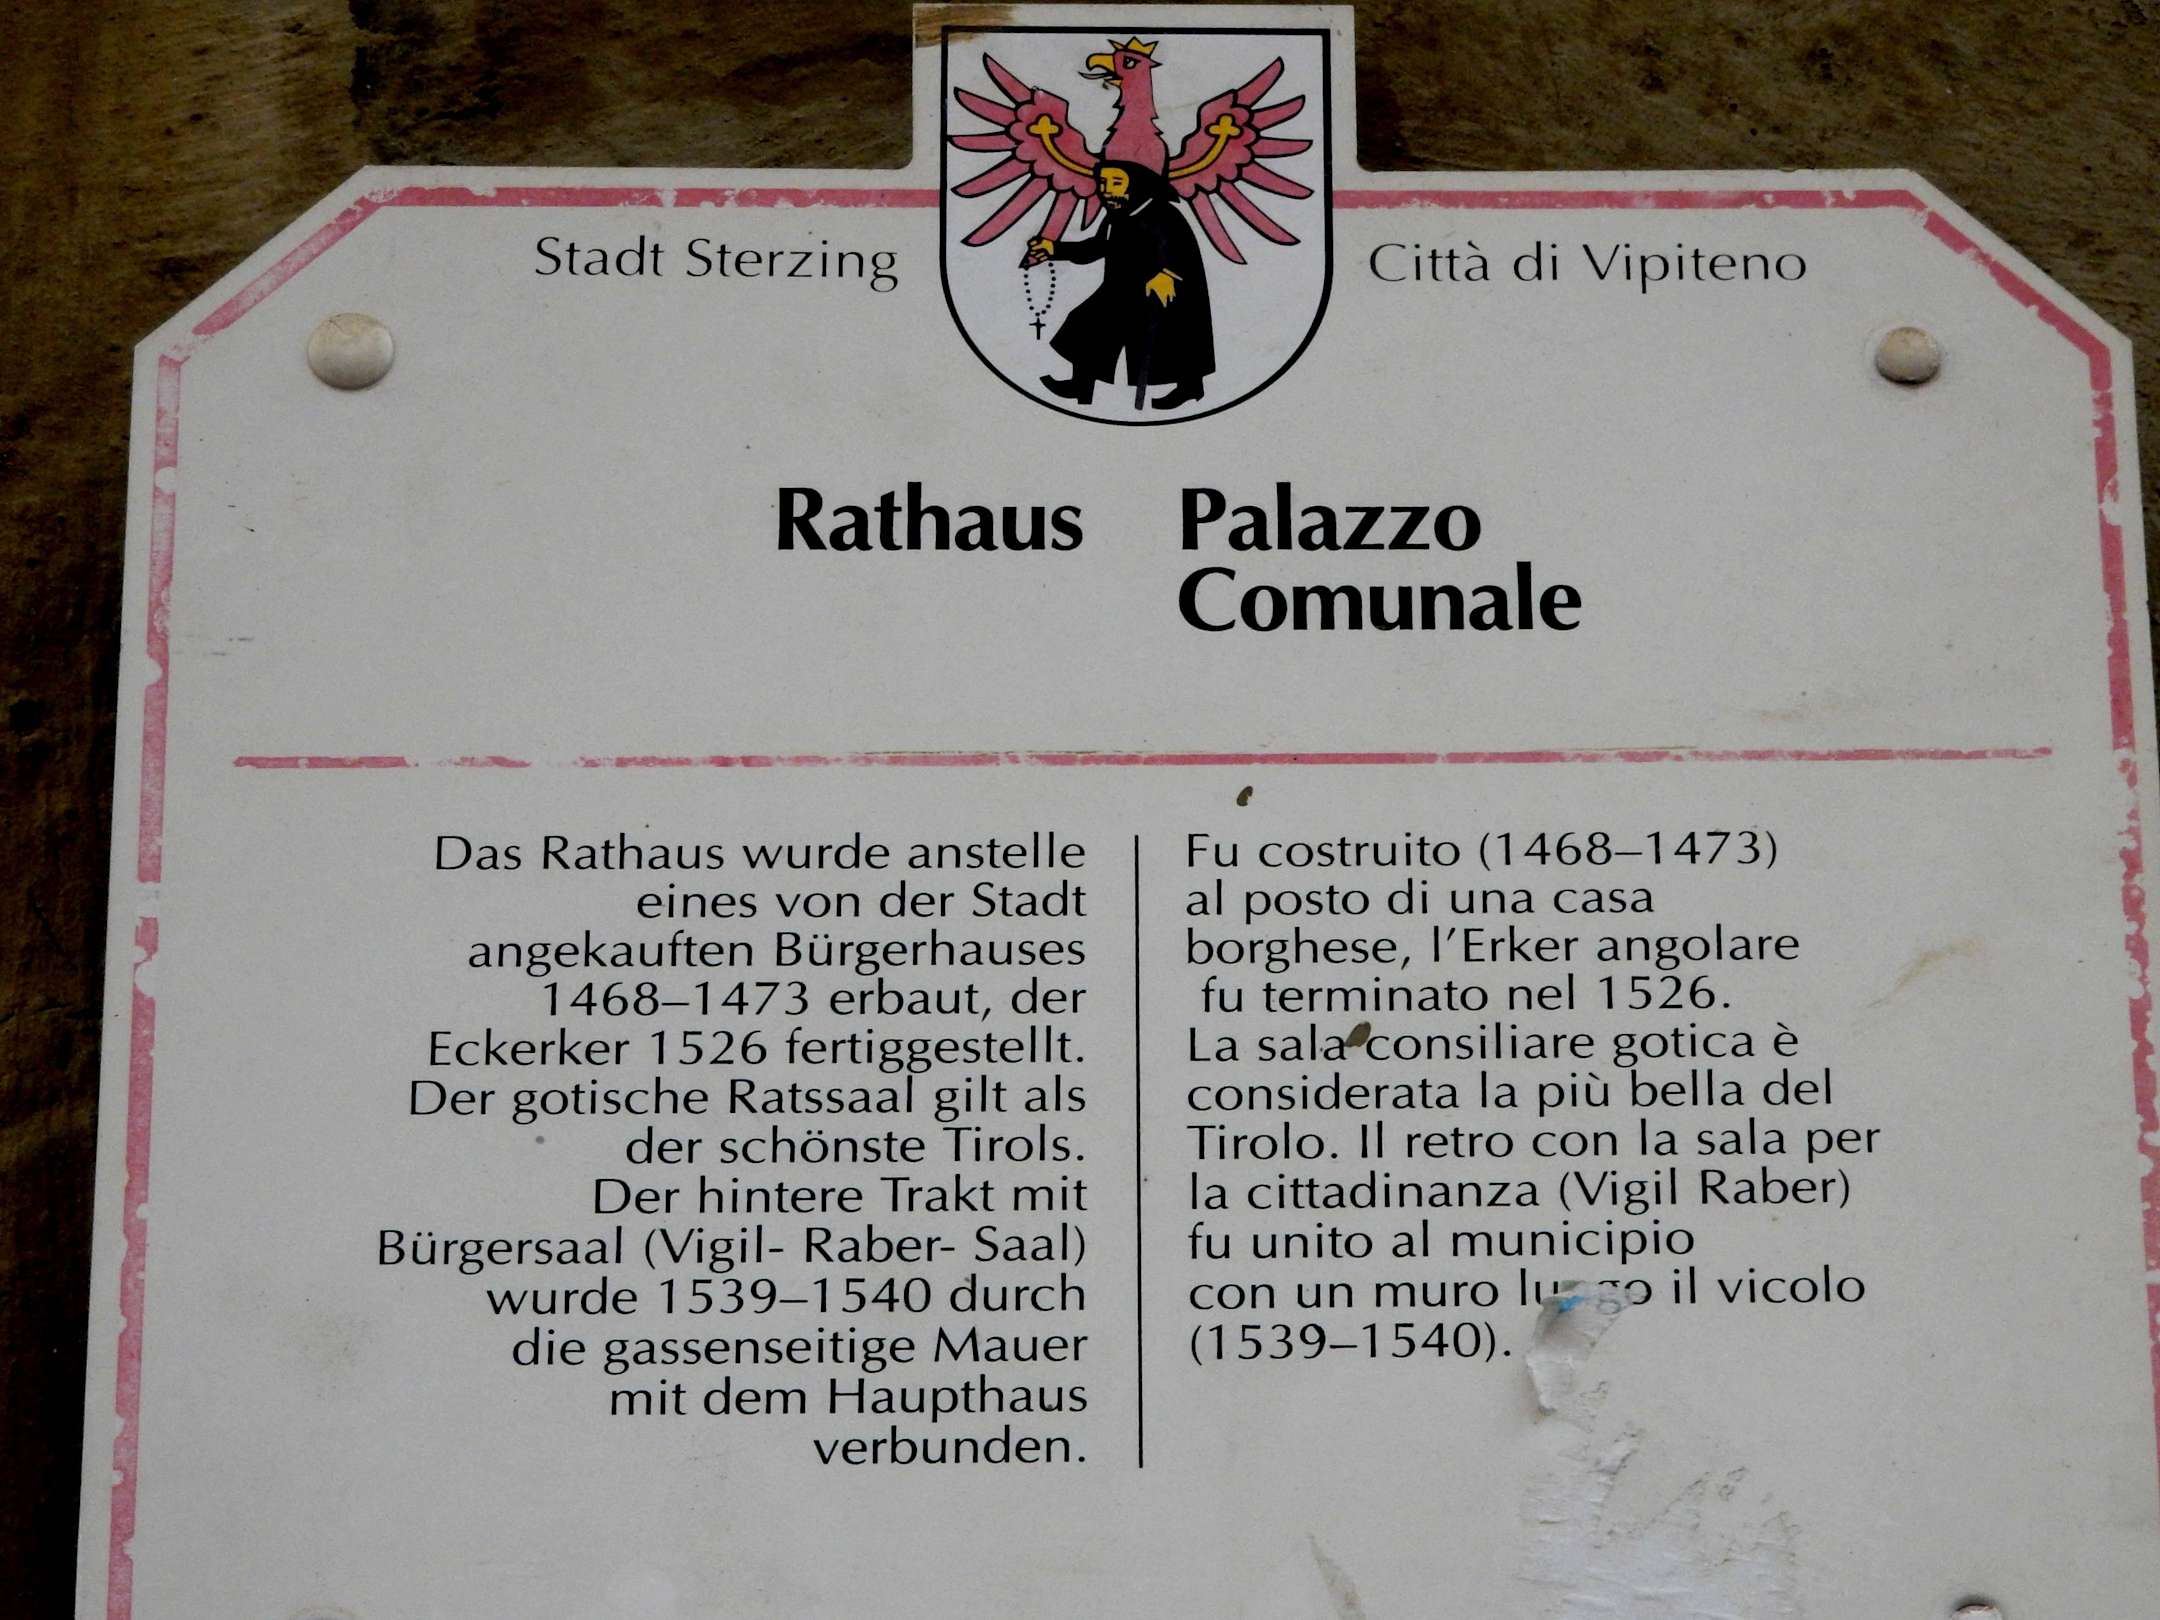 Stadt Sterzing
Città di Vipiteno
Rathaus
Palazzo
Comunale
Das Rathaus wurde anstelle
eines von der Stadt
angekauften Bürgerhauses
1468–1473 erbaut, der
Eckerker 1526 fertiggestellt.
Der gotische Ratssaal gilt als
der schönste Tirols.
Der hintere Trakt mit
Bürgersaal (Vigil- Raber- Saal)
wurde 1539–1540 durch
die gassenseitige Mauer
mit dem Haupthaus
verbunden.
Fu costruito (1468–1473)
al posto di una casa
borghese, l'Erker angolare
fu terminato nel 1526.
La sala consiliare gotica è
considerata la più bella del
Tirolo. Il retro con la sala per
la cittadinanza (Vigil Raber)
fu unito al municipio
con un muro lungo il vicolo
(1539–1540).